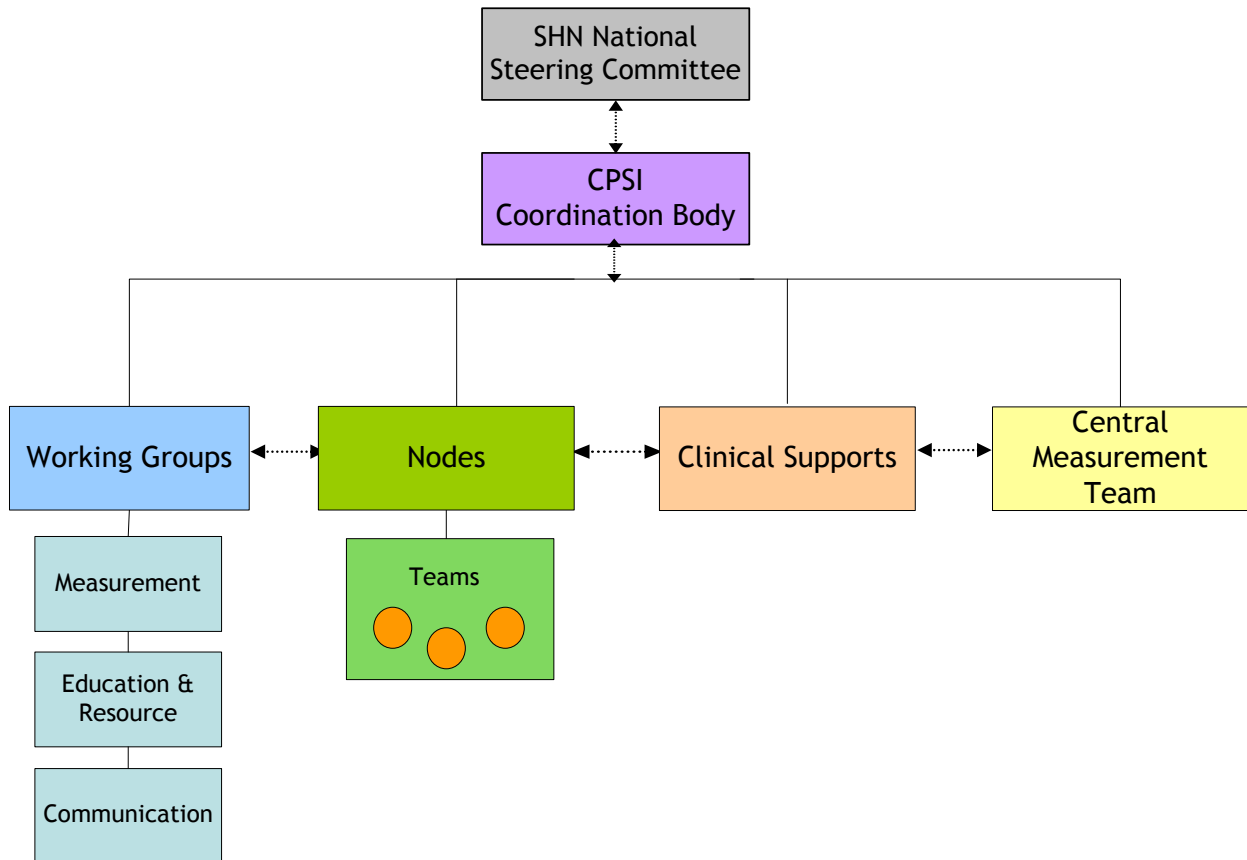 SHN National
Steering Committee
CPSI
Coordination Body
Working Groups
Nodes
Clinical Supports
Central
Measurement
Team
Measurement
Teams
Education &
Resource
Communication